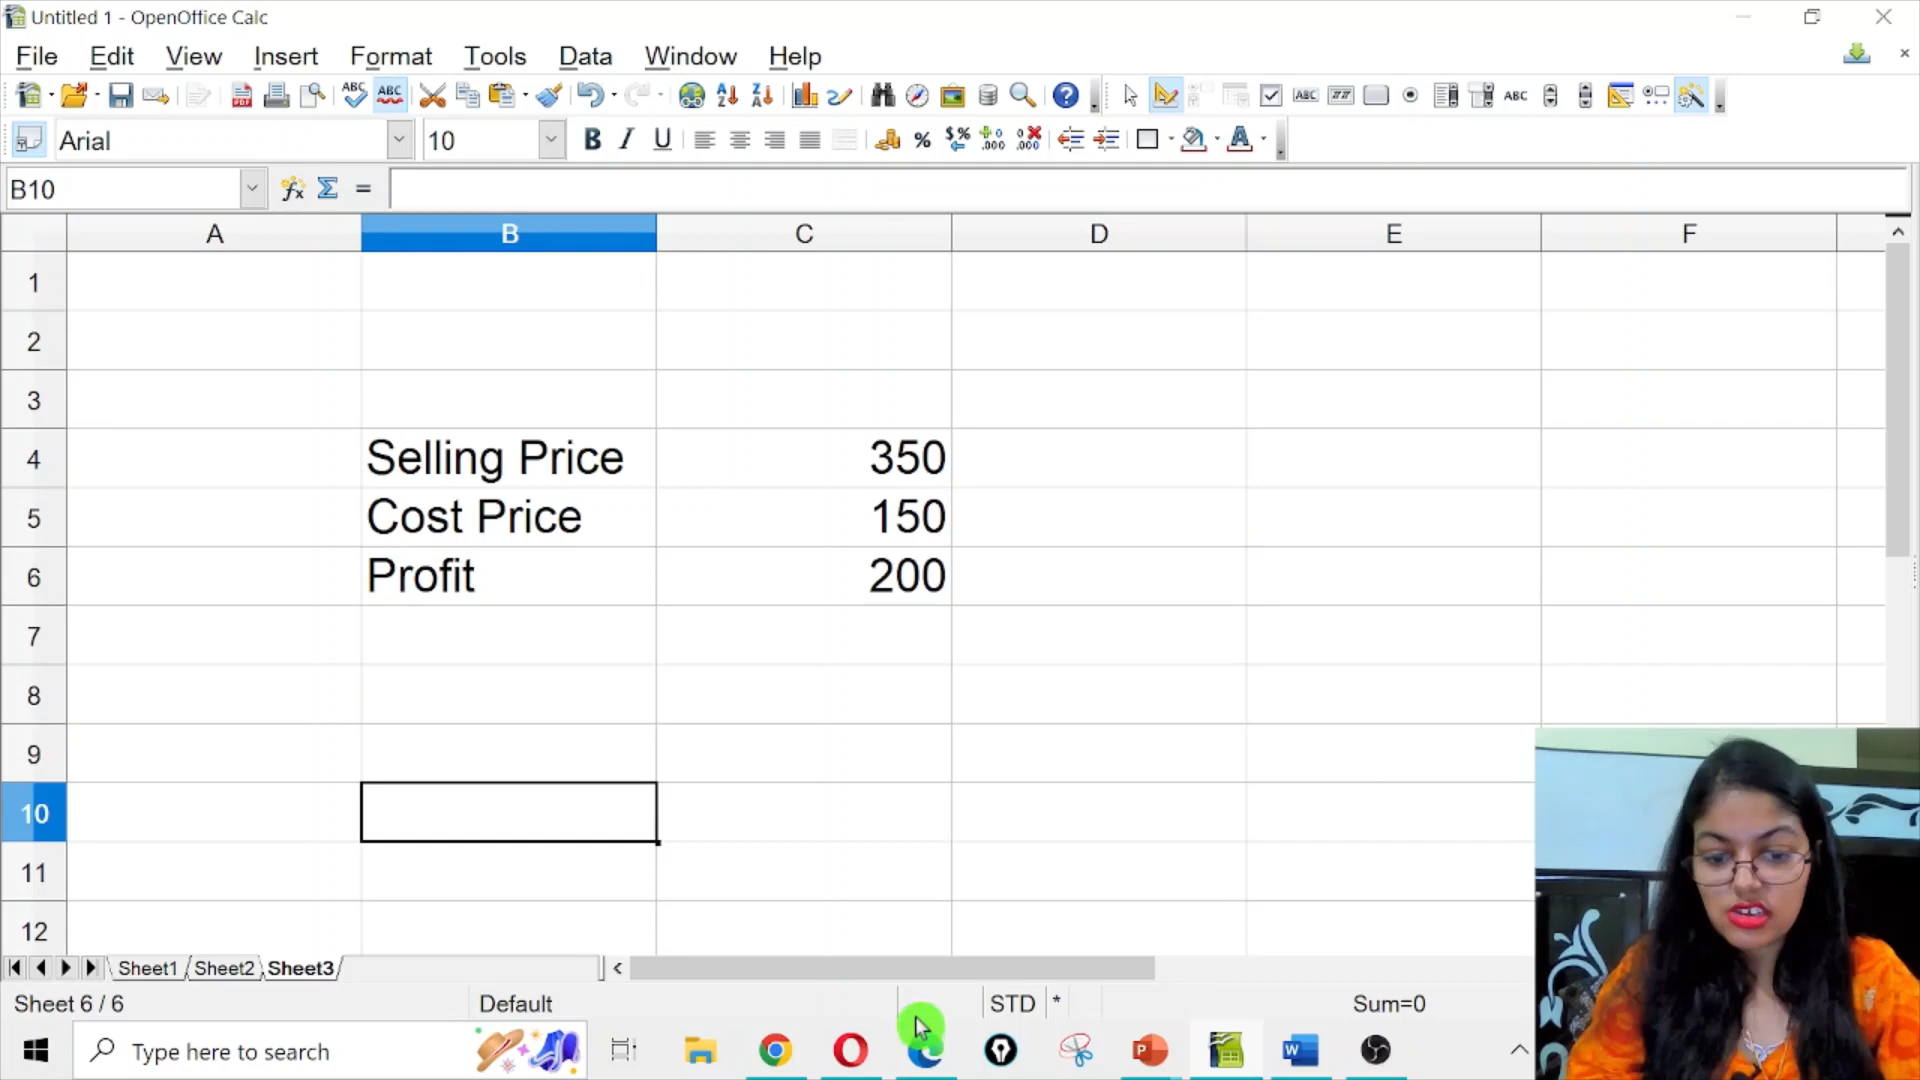 Untitled 1 - OpenOffice Calc
File Edit View Insert Format Tools Data Window Help
Arial 10
B10
A B C D E F
1
2
3
4 Selling Price 350
5 Cost Price 150
6 Profit 200
7
8
9
10
11
12
Sheet1 Sheet2 Sheet3
Sheet 6 / 6 Default STD * Sum=0
Type here to search